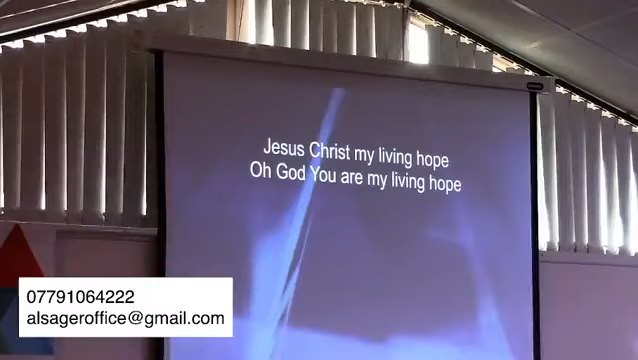 Jesus Christ my living hope
Oh God You are my living hope
07791064222
alsageroffice@gmail.com